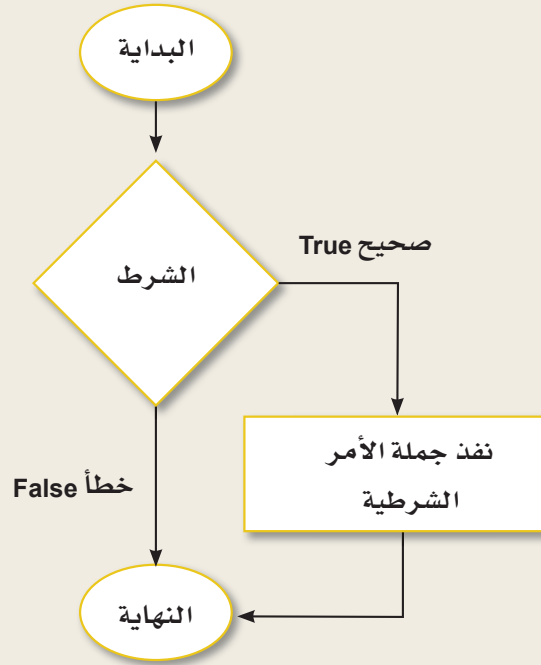 البداية
الشرط
صحيح True
نفذ جملة الأمر
الشرطية
خطأ False
النهاية